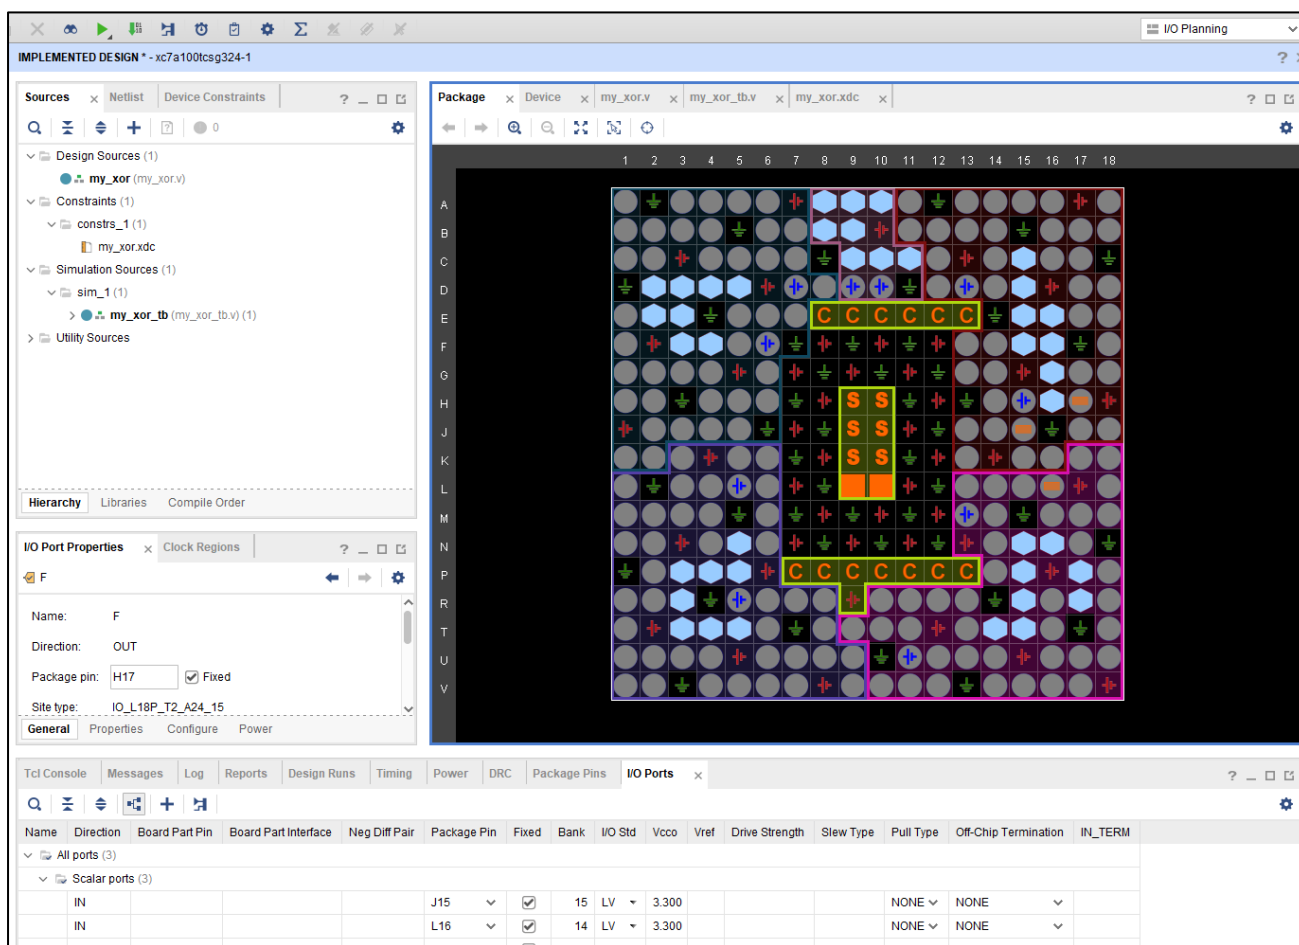 I/O Planning
IMPLEMENTED DESIGN * - xc7a100tcsg324-1
?
Sources Netlist Device Constraints ?
0
Design Sources (1)
my_xor (my_xor.v)
Constraints (1)
constrs_1 (1)
my_xor.xdc
Simulation Sources (1)
sim_1 (1)
my_xor_tb (my_xor_tb.v) (1)
Utility Sources
Hierarchy Libraries Compile Order
I/O Port Properties Clock Regions ?
F
Name: F
Direction: OUT
Package pin: H17 Fixed
Site type: IO_L18P_T2_A24_15
General Properties Configure Power
Package Device my_xor.v my_xor_tb.v my_xor.xdc ?
1 2 3 4 5 6 7 8 9 10 11 12 13 14 15 16 17 18
A
B
C
D
E C C C C C C
F
G
H S S
J S S
K S S
L
M
N
P C C C C C C C
R
T
U
V
Tcl Console Messages Log Reports Design Runs Timing Power DRC Package Pins I/O Ports ?
Name Direction Board Part Pin Board Part Interface Neg Diff Pair Package Pin Fixed Bank I/O Std Vcco Vref Drive Strength Slew Type Pull Type Off-Chip Termination IN_TERM
All ports (3)
Scalar ports (3)
IN J15 15 LV 3.300 NONE NONE
IN L16 14 LV 3.300 NONE NONE